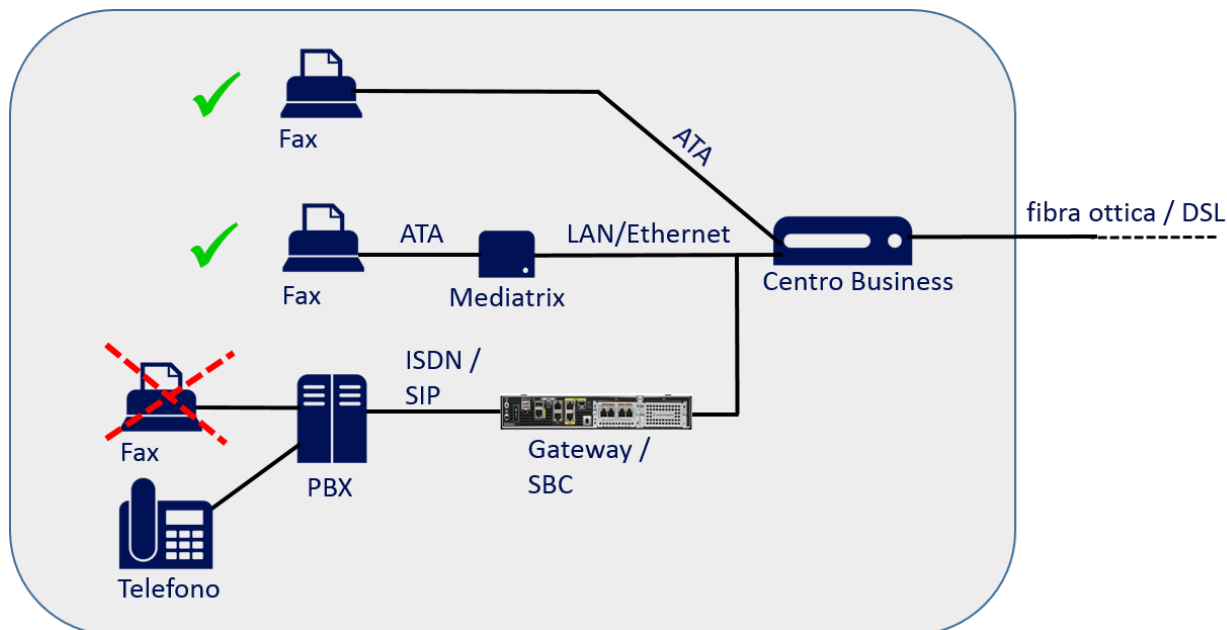 Fax
ATA
fibra ottica / DSL
ATA
LAN/Ethernet
Fax
Mediatrix
Centro Business
ISDN /
SIP
Fax
PBX
Gateway /
SBC
Telefono